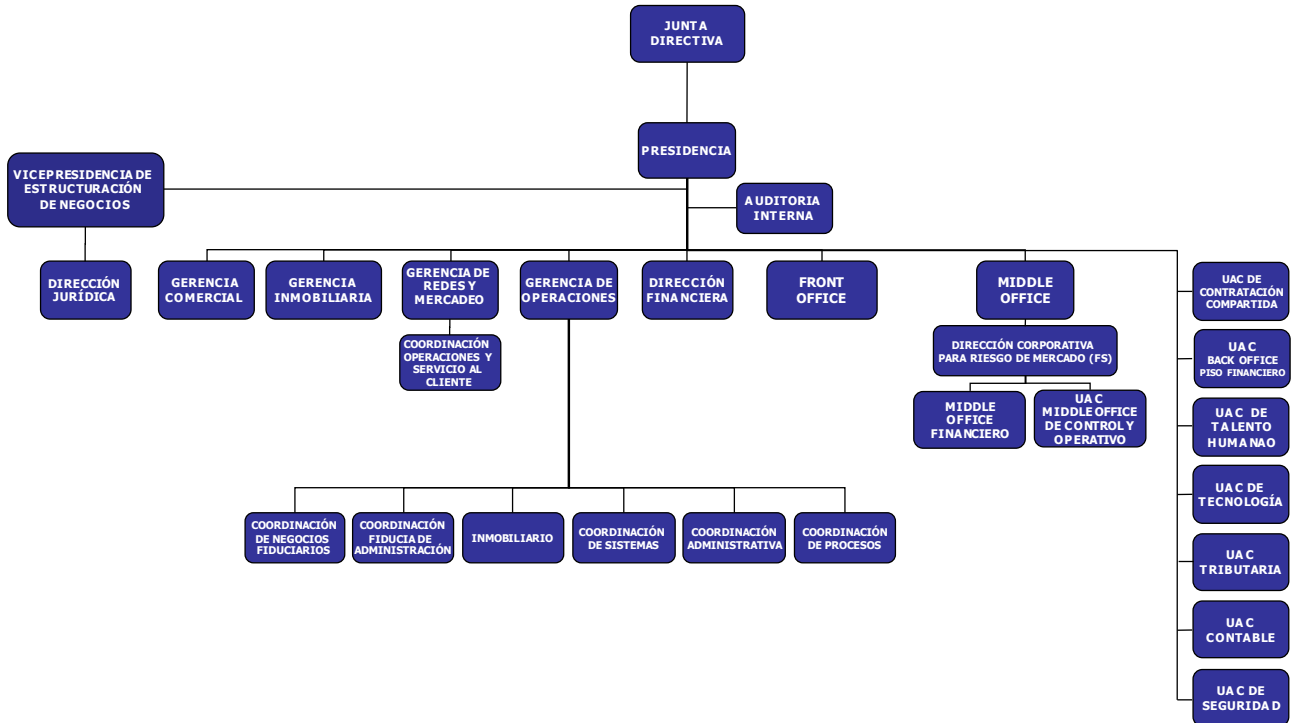 JUNTA
DIRECTIVA
PRESIDENCIA
VICEPRESIDENCIA DE
ESTRUCTURACIÓN
DE NEGOCIOS
AUDITORIA
INTERNA
DIRECCIÓN
JURÍDICA
GERENCIA
COMERCIAL
GERENCIA
INMOBILIARIA
GERENCIA DE
REDES Y
MERCADEO
GERENCIA DE
OPERACIONES
DIRECCIÓN
FINANCIERA
FRONT
OFFICE
MIDDLE
OFFICE
UAC DE
CONTRATACIÓN
COMPARTIDA
COORDINACIÓN
OPERACIONES Y
SERVICIO AL
CLIENTE
DIRECCIÓN CORPORATIVA
PARA RIESGO DE MERCADO (FS)
UAC
BACK OFFICE
PISO FINANCIERO
MIDDLE
OFFICE
FINANCIERO
UAC
MIDDLE OFFICE
DE CONTROL Y
OPERATIVO
UAC DE
TALENTO
HUMANAO
UAC DE
TECNOLOGÍA
COORDINACIÓN
DE NEGOCIOS
FIDUCIARIOS
COORDINACIÓN
FIDUCIA DE
ADMINISTRACIÓN
INMOBILIARIO
COORDINACIÓN
DE SISTEMAS
COORDINACIÓN
ADMINISTRATIVA
COORDINACIÓN
DE PROCESOS
UAC
TRIBUTARIA
UAC
CONTABLE
UAC DE
SEGURIDAD